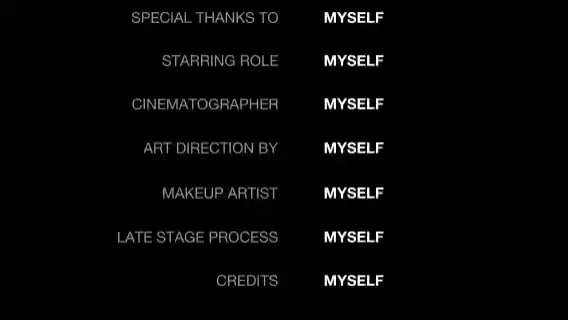 SPECIAL THANKS TO MYSELF
STARRING ROLE MYSELF
CINEMATOGRAPHER MYSELF
ART DIRECTION BY MYSELF
MAKEUP ARTIST MYSELF
LATE STAGE PROCESS MYSELF
CREDITS MYSELF